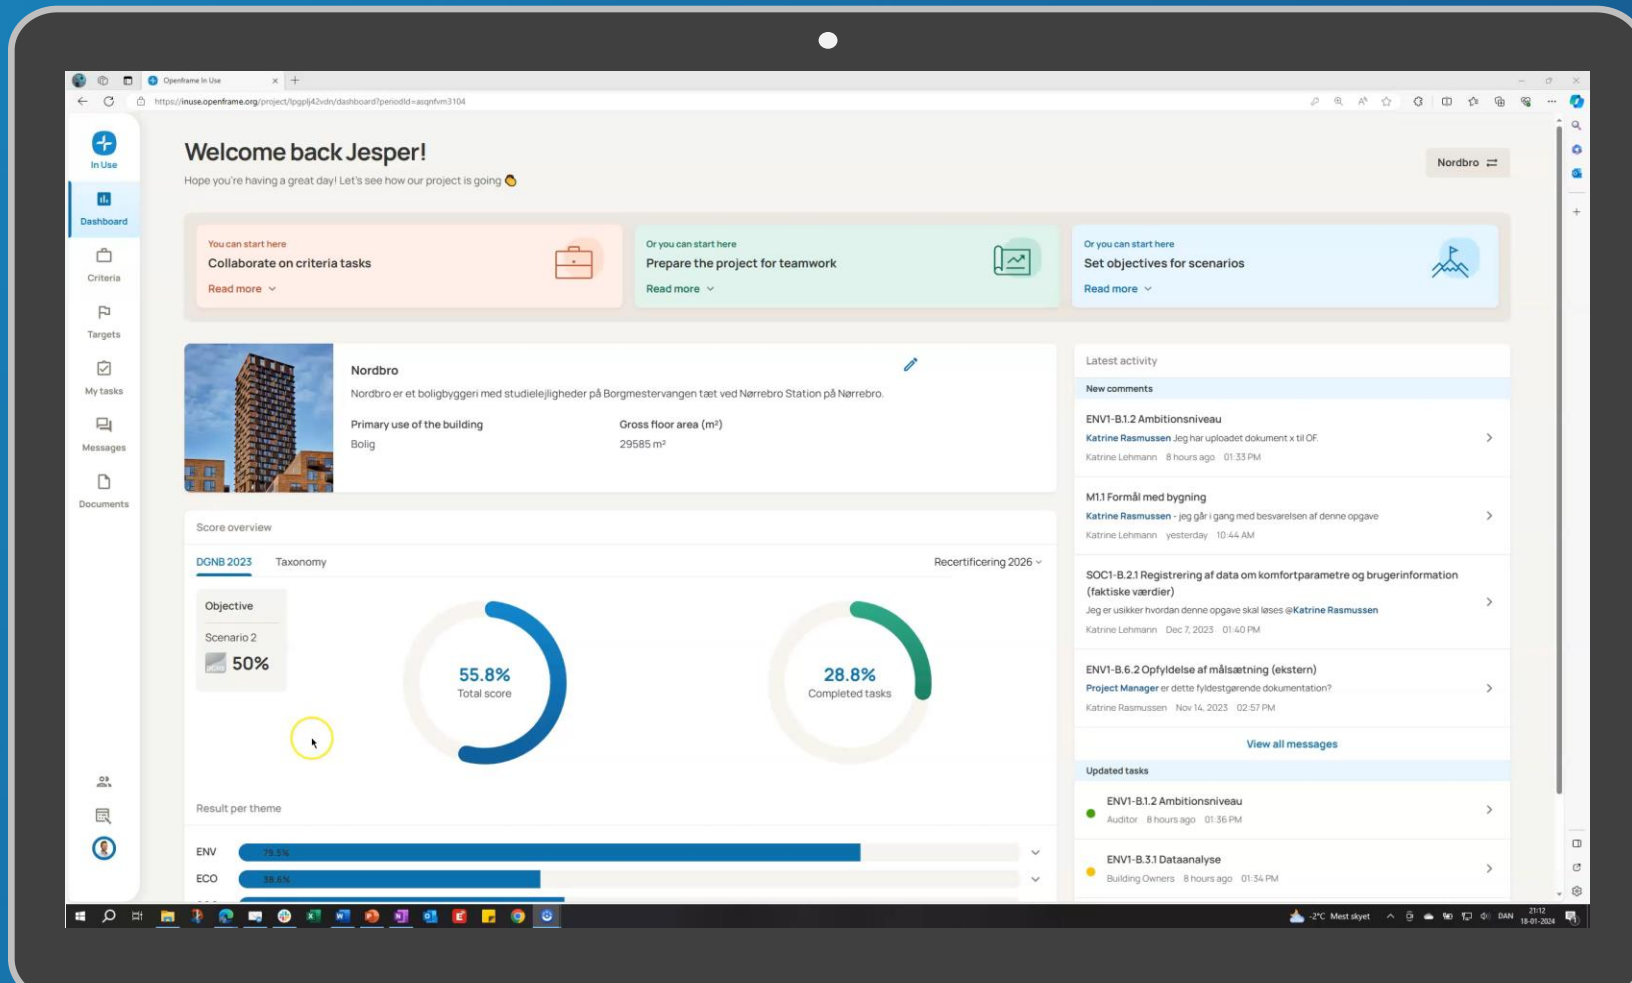 Openframe In Use
https://inuse.openframe.org/project/lpgplj42vdn/dashboard?periodId=asqnfvm3104
In Use
Dashboard
Criteria
Targets
My tasks
Messages
Documents
Welcome back Jesper!
Hope you're having a great day! Let's see how our project is going
Nordbro
You can start here
Collaborate on criteria tasks
Read more
Or you can start here
Prepare the project for teamwork
Read more
Or you can start here
Set objectives for scenarios
Read more
Nordbro
Nordbro er et boligbyggeri med studielejligheder på Borgmestervangen tæt ved Nørrebro Station på Nørrebro.
Primary use of the building
Bolig
Gross floor area (m²)
29585 m²
Score overview
DGNB 2023 Taxonomy
Recertificering 2026
Objective
Scenario 2
50%
55.8%
Total score
28.8%
Completed tasks
Result per theme
ENV 79.5%
ECO 38.6%
Latest activity
New comments
ENV1-B.1.2 Ambitionsniveau
Katrine Rasmussen Jeg har uploadet dokument x til OF.
Katrine Lehmann 8 hours ago 01:33 PM
M1.1 Formål med bygning
Katrine Rasmussen - jeg går i gang med besvarelsen af denne opgave
Katrine Lehmann yesterday 10:44 AM
SOC1-B.2.1 Registrering af data om komfortparametre og brugerinformation
(faktiske værdier)
Jeg er usikker hvordan denne opgave skal løses @Katrine Rasmussen
Katrine Lehmann Dec 7, 2023 01:40 PM
ENV1-B.6.2 Opfyldelse af målsætning (ekstern)
Project Manager er dette fyldestgørende dokumentation?
Katrine Rasmussen Nov 14, 2023 02:57 PM
View all messages
Updated tasks
ENV1-B.1.2 Ambitionsniveau
Auditor 8 hours ago 01:36 PM
ENV1-B.3.1 Dataanalyse
Building Owners 8 hours ago 01:34 PM
-2°C Mest skyet
DAN
21:12
18-01-2024